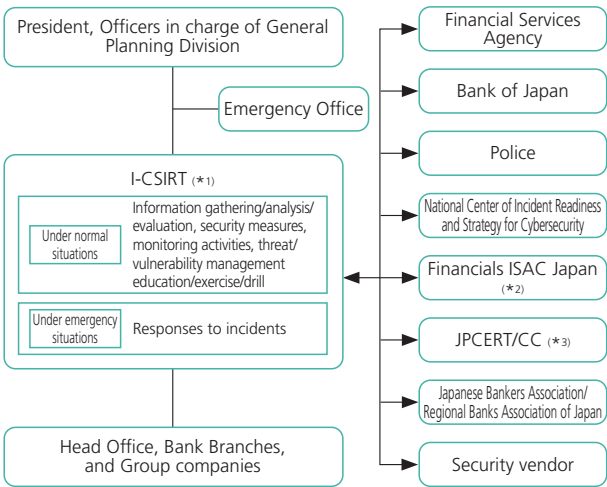 President, Officers in charge of General
Planning Division
Emergency Office
I-CSIRT (*1)
Under normal
situations
Information gathering/analysis/
evaluation, security measures,
monitoring activities, threat/
vulnerability management
education/exercise/drill
Under emergency
situations
Responses to incidents
Head Office, Bank Branches,
and Group companies
Financial Services
Agency
Bank of Japan
Police
National Center of Incident Readiness
and Strategy for Cybersecurity
Financials ISAC Japan
(*2)
JPCERT/CC (*3)
Japanese Bankers Association/
Regional Banks Association of Japan
Security vendor